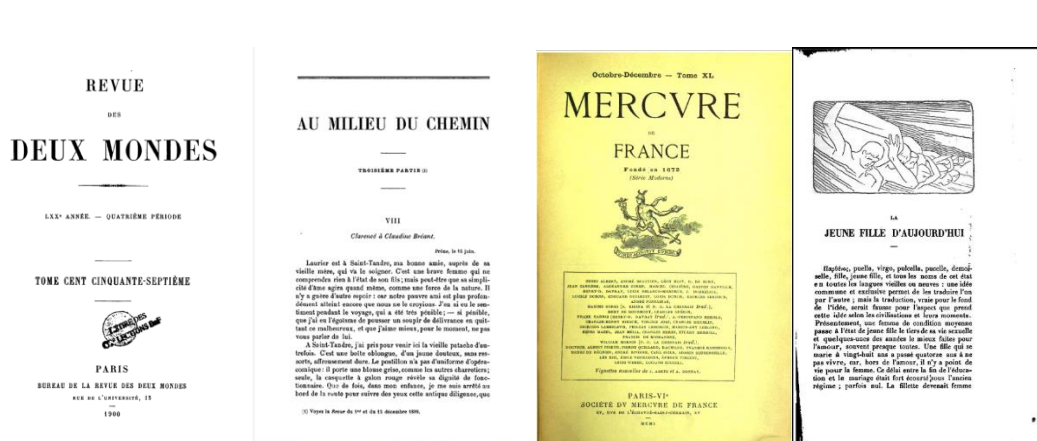 REVUE
DES
DEUX MONDES
LXXᵉ ANNÉE. — QUATRIÈME PÉRIODE
TOME CENT CINQUANTE-SEPTIÈME
PARIS
BUREAU DE LA REVUE DES DEUX MONDES
RUE DE L'UNIVERSITÉ, 15
1900
AU MILIEU DU CHEMIN
TROISIÈME PARTIE (1)
VIII
Clarencé à Claudine Bréant.
Laurier est à Saint-Tandre, ma bonne amie, auprès de sa
vieille mère, qui va le soigner. C'est une brave femme qui ne
comprendra rien à l'état de son fils; mais peut-être que sa simpli-
cité d'âme agira quand même, comme une force de la nature. Il
n'y a guère d'autre espoir : car notre pauvre ami est plus profon-
dément atteint encore que nous ne le croyions. J'en ai eu le sen-
timent pendant le voyage, qui a été très pénible; — si pénible,
que j'ai eu l'égoïsme de pousser un soupir de délivrance en quit-
tant ce malheureux, et que j'aime mieux, pour le moment, ne pas
vous parler de lui.
A Saint-Tandre, j'ai pris pour venir ici la vieille patache d'au-
trefois. C'est une boîte oblongue, d'un jaune douteux, sans res-
sorts, affreusement dure. Le postillon n'a pas d'uniforme d'opéra-
comique: il porte une blouse grise, comme les autres charretiers;
seule, la casquette à galon rouge révèle sa dignité de fonc-
tionnaire. Que de fois, dans mon enfance, je me suis arrêté au
bord de la route pour suivre des yeux cette antique diligence, que
(1) Voyez la Revue du 1ᵉʳ et du 15 décembre 1899.
Octobre-Décembre — Tome XL
MERCVRE
DE
FRANCE
Fondé en 1672
(Série Moderne)
PARIS-VIᵉ
SOCIÉTÉ DV MERCVRE DE FRANCE
LA
JEUNE FILLE D'AUJOURD'HUI
puella, virgo, pulcella, pucelle, demoi-
selle, fille, jeune fille, et tous les noms de cet état
en toutes les langues vieilles ou neuves : une idée
commune et exclusive permet de les traduire l'un
par l'autre; mais la traduction, vraie pour le fond
de l'idée, serait fausse pour l'aspect que prend
cette idée selon les civilisations et leurs moments.
Présentement, une femme de condition moyenne
passe à l'état de jeune fille le tiers de sa vie sexuelle
et quelques-unes des années le mieux faites pour
l'amour, souvent presque toutes. Une fille qui se
marie à vingt-huit ans a passé quatorze ans à ne
pas vivre, car, hors de l'amour, il n'y a point de
vie pour la femme. Ce délai entre la fin de l'éduca-
tion et le mariage était fort écourté sous l'ancien
régime; parfois nul. La fillette devenait femme